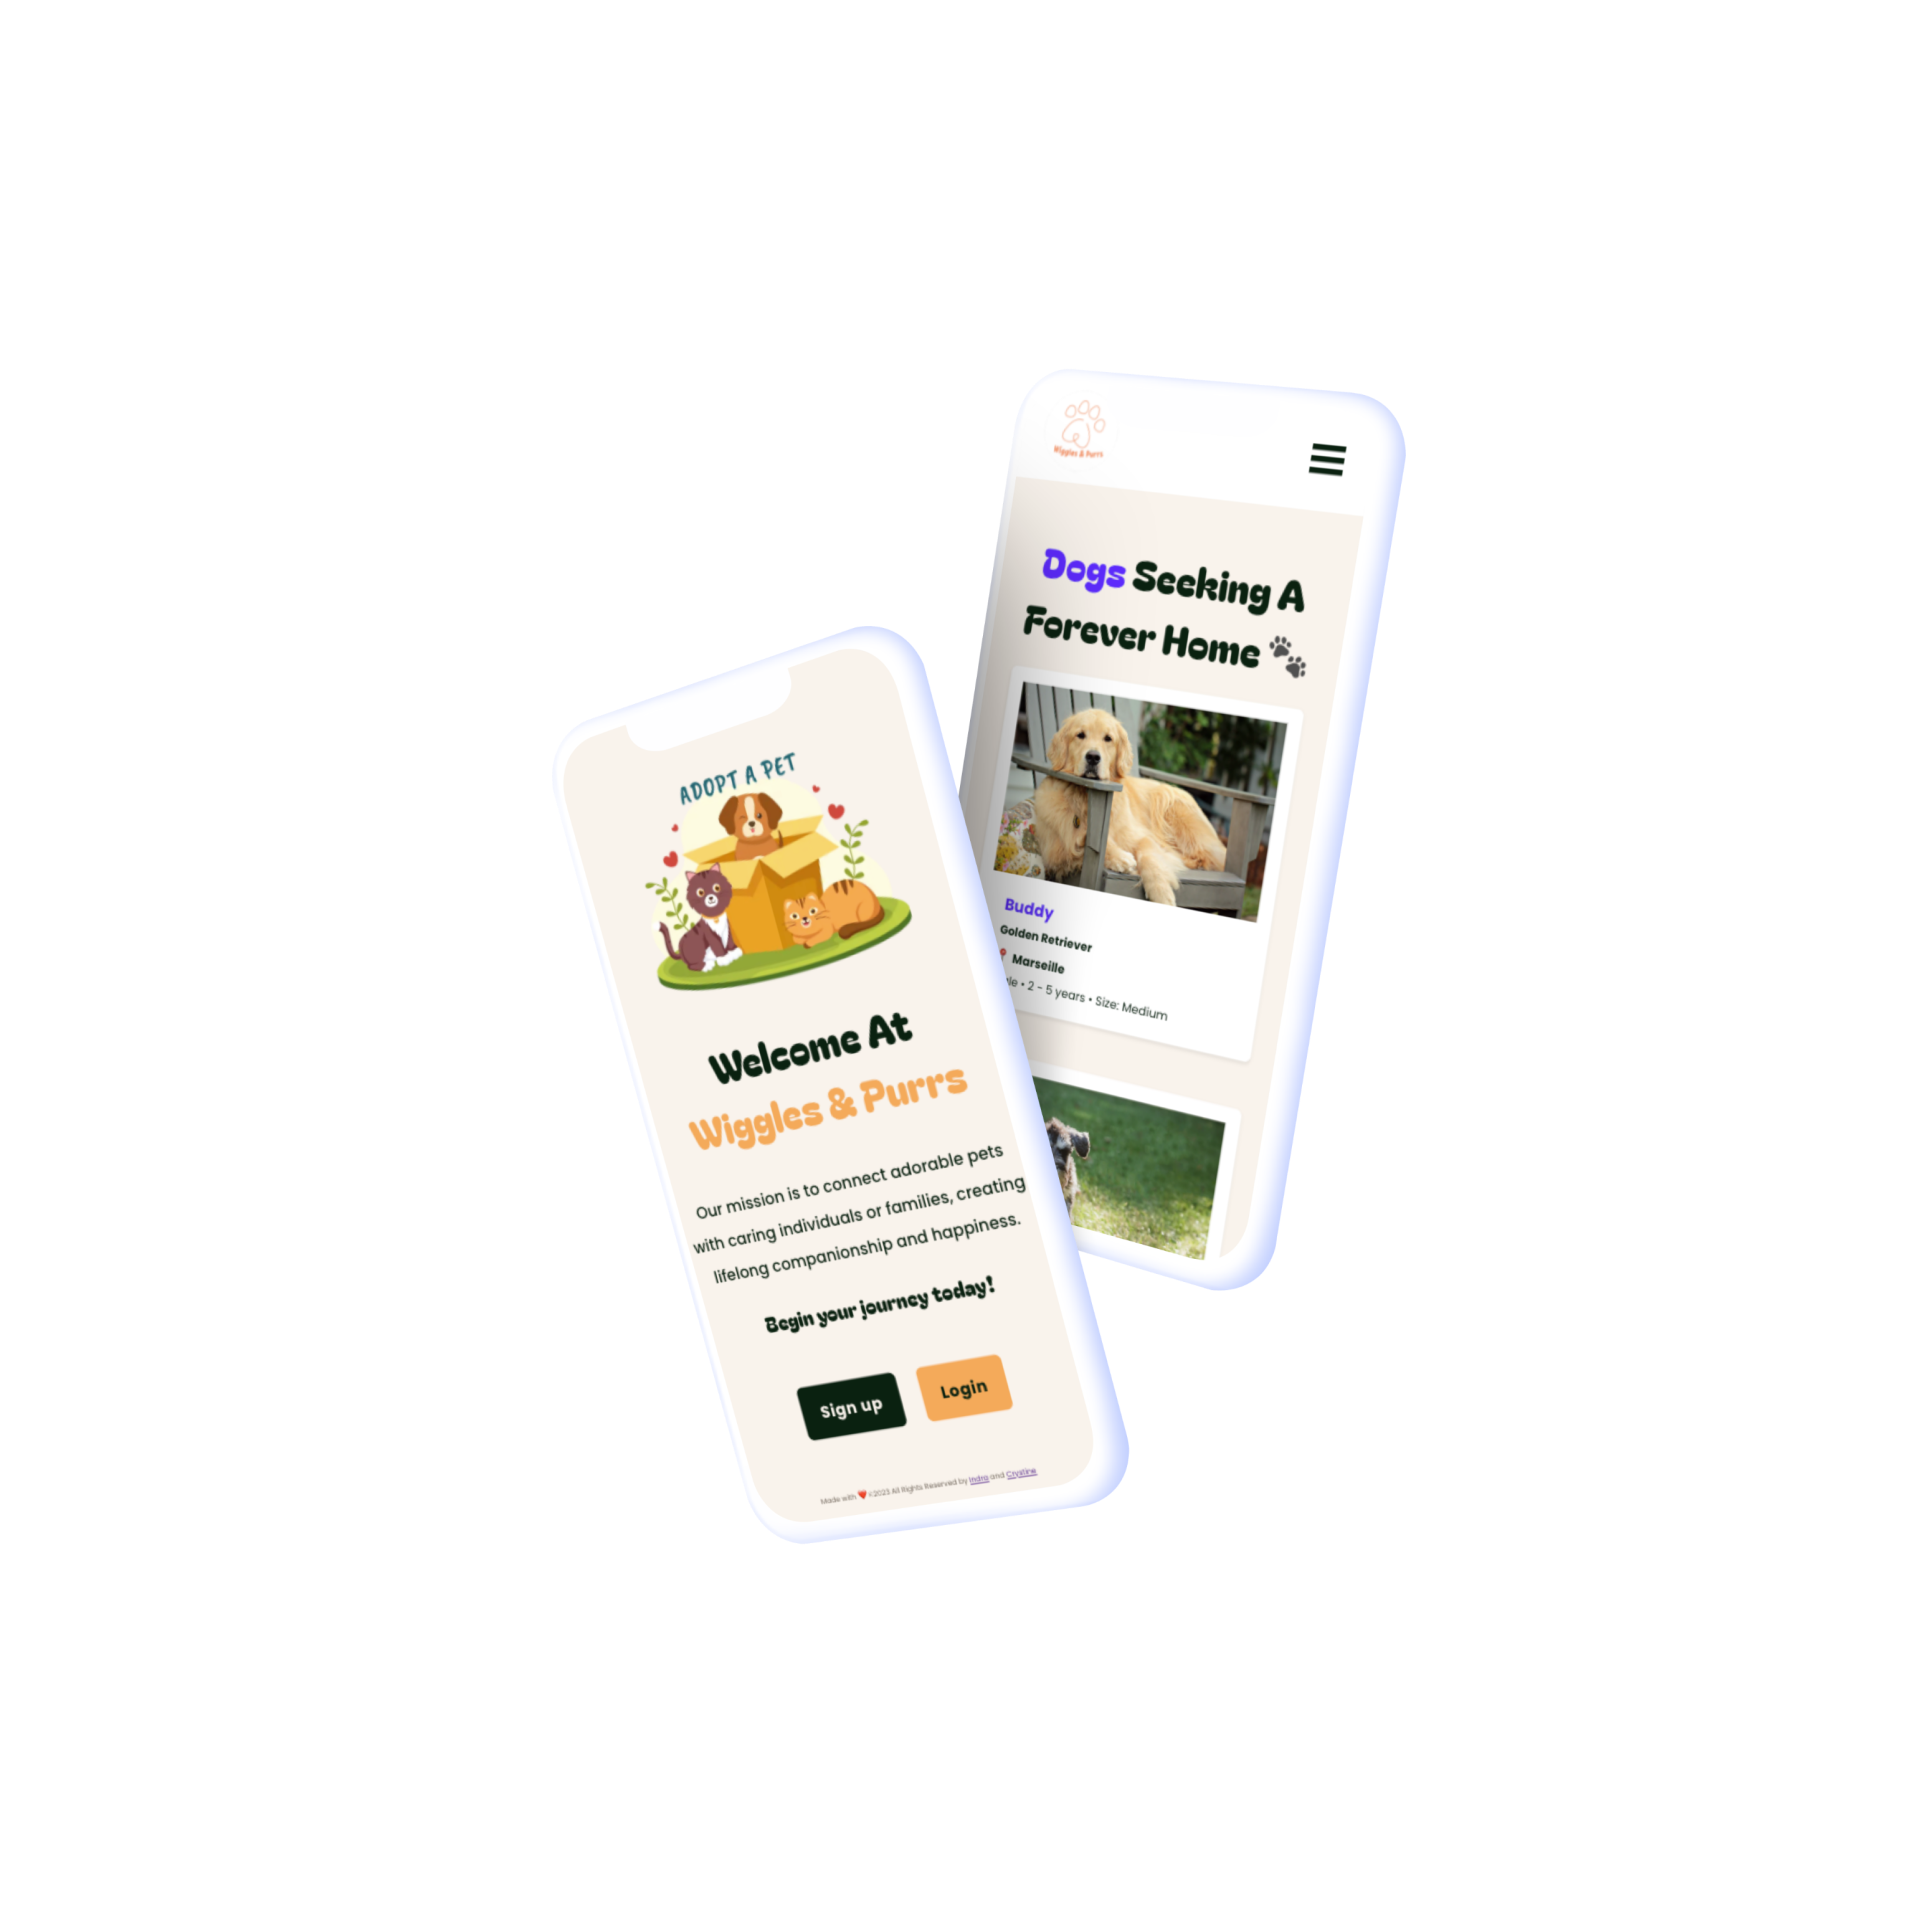 ADOPT A PET
Welcome At
Wiggles & Purrs
Our mission is to connect adorable pets
with caring individuals or families, creating
lifelong companionship and happiness.
Begin your journey today!
Sign up
Login
Made with ❤️ ©2023 All Rights Reserved by Indra and Crystine
Wiggles & Purrs
Dogs Seeking A
Forever Home 🐾
Buddy
Golden Retriever
📍 Marseille
• 2 - 5 years • Size: Medium